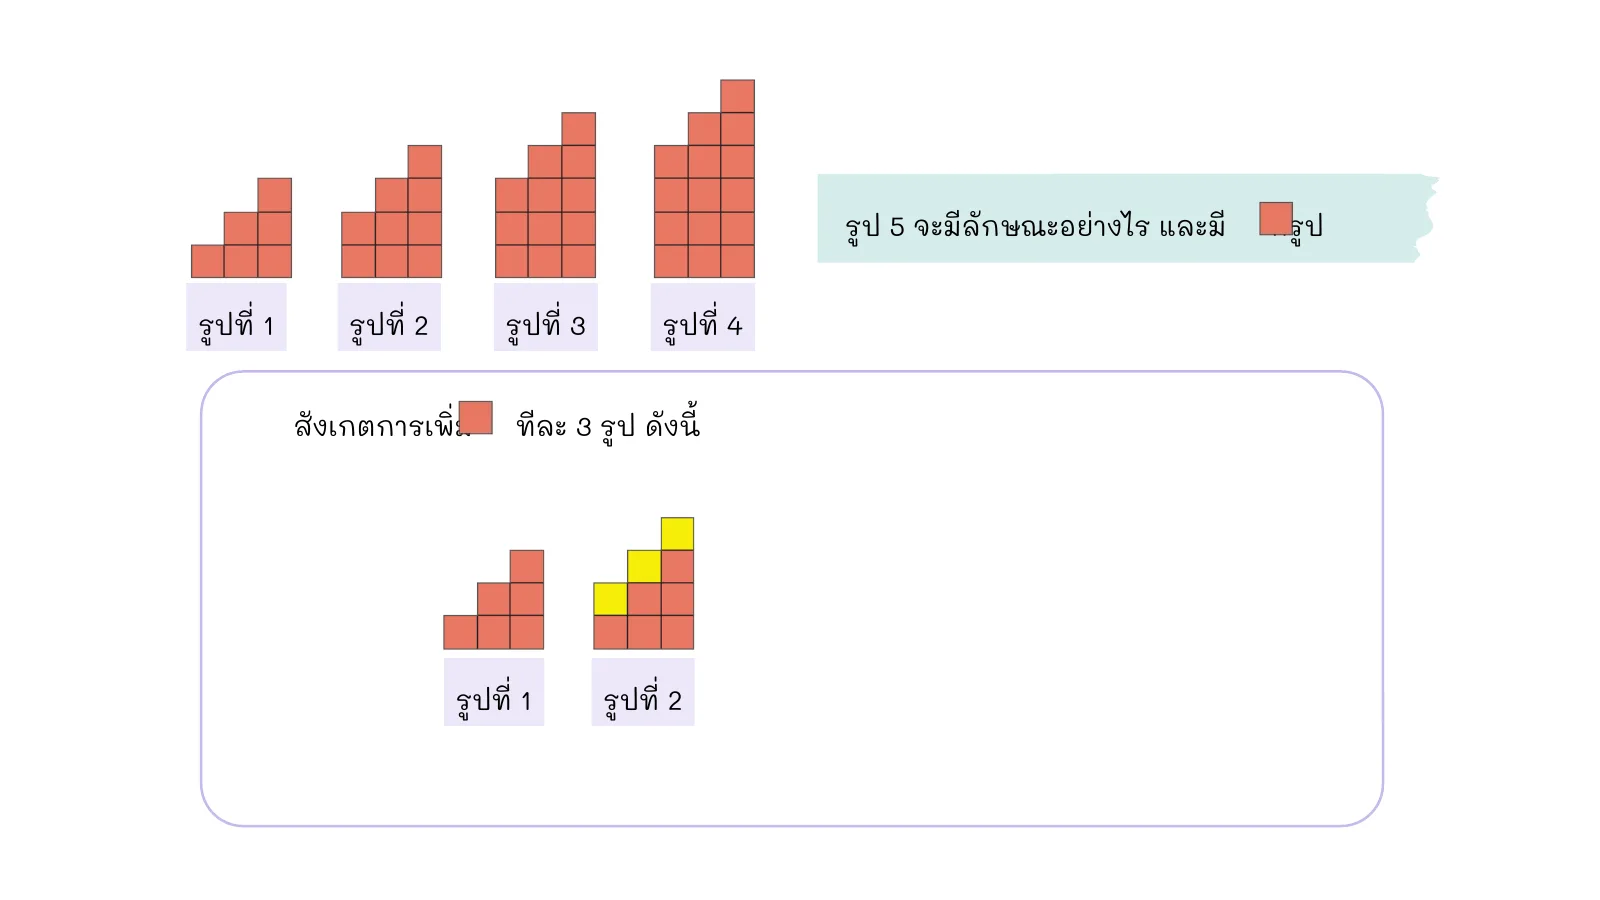 รูป 5 จะมีลักษณะอย่างไร และมี รูป
รูปที่ 1
รูปที่ 2
รูปที่ 3
รูปที่ 4
สังเกตการเพิ่ม ทีละ 3 รูป ดังนี้
รูปที่ 1
รูปที่ 2